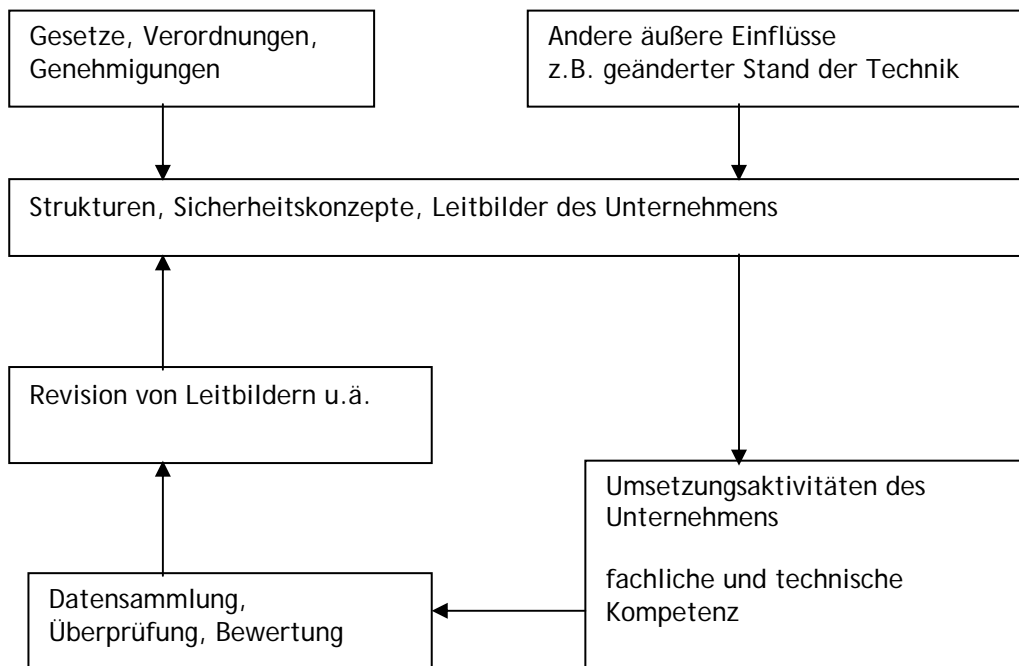 Gesetze, Verordnungen,
Genehmigungen
Andere äußere Einflüsse
z.B. geänderter Stand der Technik
Strukturen, Sicherheitskonzepte, Leitbilder des Unternehmens
Revision von Leitbildern u.ä.
Umsetzungsaktivitäten des
Unternehmens
fachliche und technische
Kompetenz
Datensammlung,
Überprüfung, Bewertung